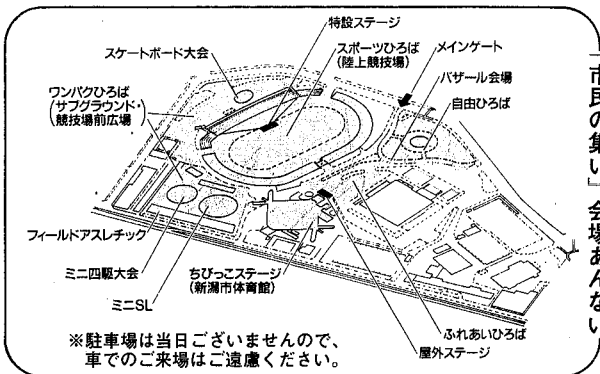 「市民の集い」会場あんない
特設ステージ
スケートボード大会
スポーツひろば
(陸上競技場)
メインゲート
バザール会場
自由ひろば
ワンパクひろば
(サブグラウンド・
競技場前広場)
フィールドアスレチック
ミニ四駆大会
ミニSL
ちびっこステージ
(新潟市体育館)
ふれあいひろば
屋外ステージ
※駐車場は当日ございませんので、
車でのご来場はご遠慮ください。